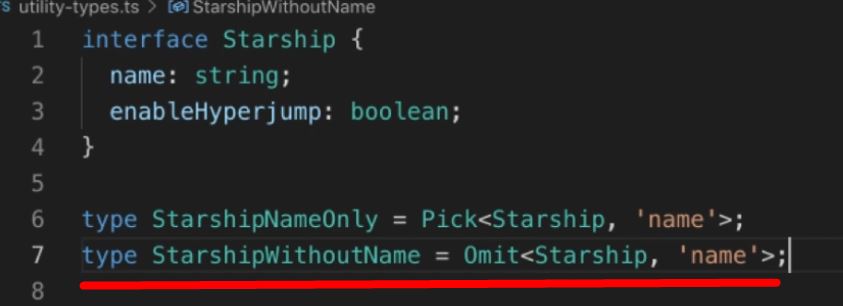 TS utility-types.ts > StarshipWithoutName
1 interface Starship {
2   name: string;
3   enableHyperjump: boolean;
4 }
5
6 type StarshipNameOnly = Pick<Starship, 'name'>;
7 type StarshipWithoutName = Omit<Starship, 'name'>;
8